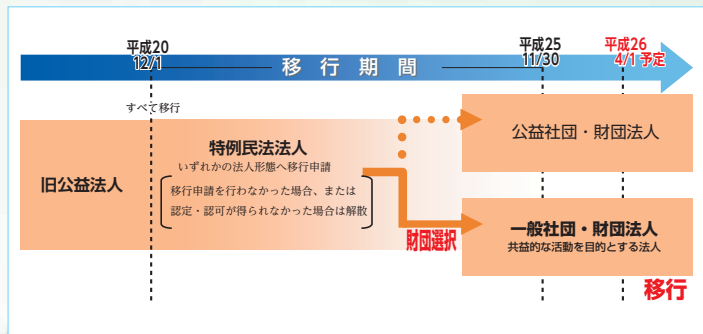 平成20
12/1
平成25
11/30
平成26
4/1 予定
移行期間
すべて移行
旧公益法人
特例民法法人
いずれかの法人形態へ移行申請
移行申請を行わなかった場合、または
認定・認可が得られなかった場合は解散
公益社団・財団法人
財団選択
一般社団・財団法人
共益的な活動を目的とする法人
移行